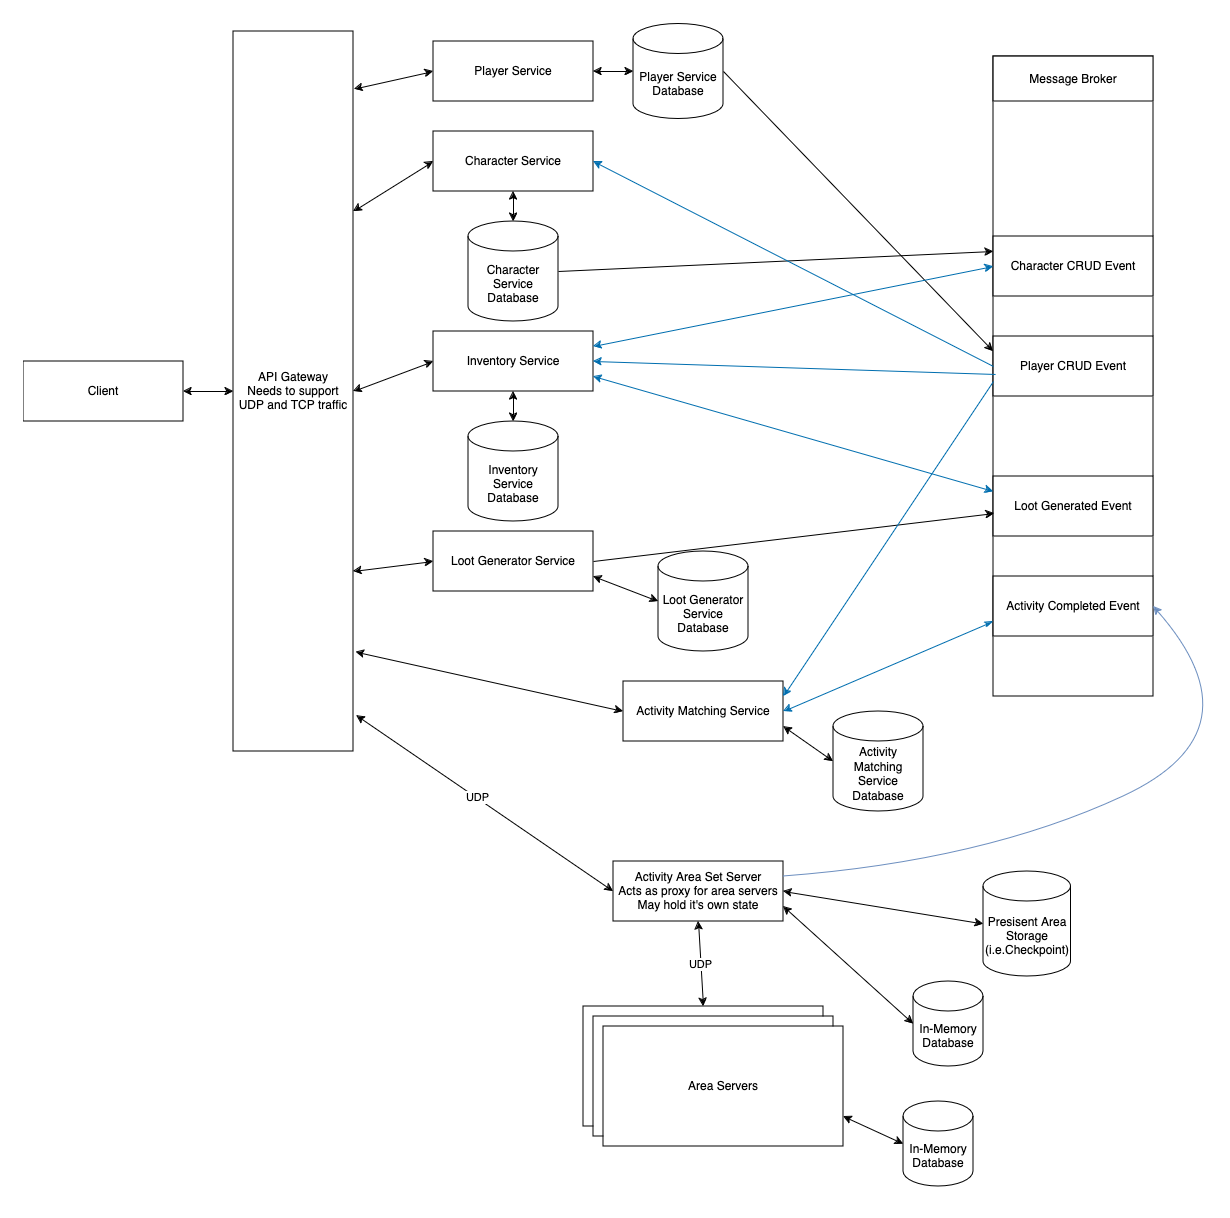 Player Service
Player Service
Database
Message Broker
Character Service
Character
Service
Database
Character CRUD Event
Inventory Service
Player CRUD Event
Client
API Gateway
Needs to support
UDP and TCP traffic
Inventory
Service
Database
Loot Generated Event
Loot Generator Service
Loot Generator
Service
Database
Activity Completed Event
Activity Matching Service
Activity
Matching
Service
Database
UDP
Activity Area Set Server
Acts as proxy for area servers
May hold it's own state
Presisent Area
Storage
(i.e.Checkpoint)
UDP
In-Memory
Database
Area Servers
In-Memory
Database